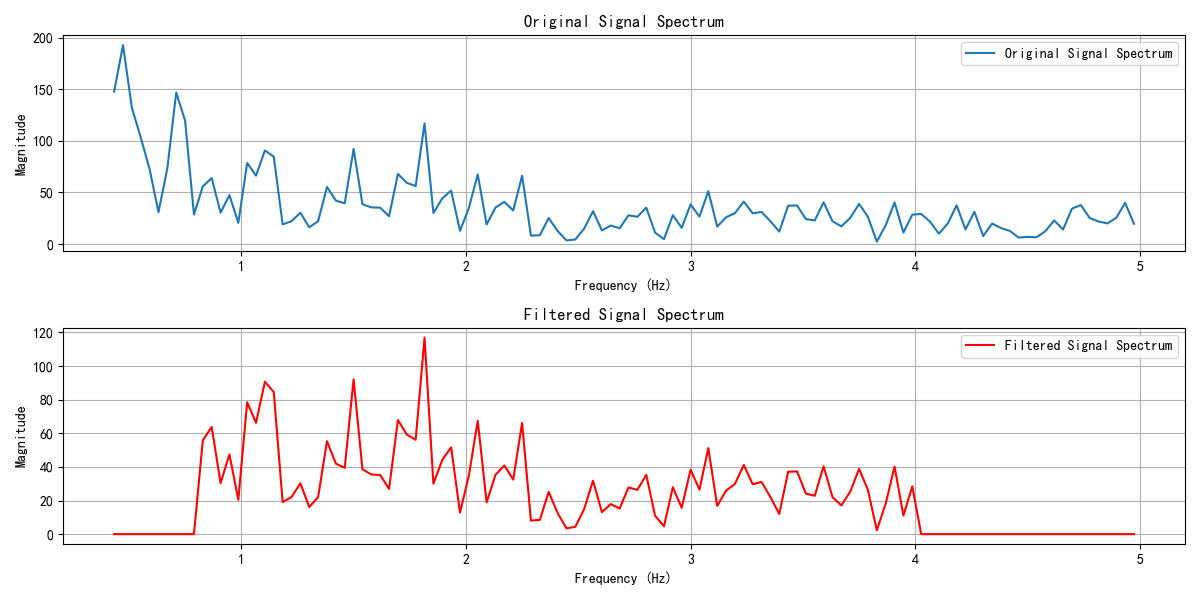 Original Signal Spectrum
200
150
100
50
0
Magnitude
Original Signal Spectrum
1
2
3
4
5
Frequency (Hz)
Filtered Signal Spectrum
120
100
80
60
40
20
0
Magnitude
Filtered Signal Spectrum
1
2
3
4
5
Frequency (Hz)